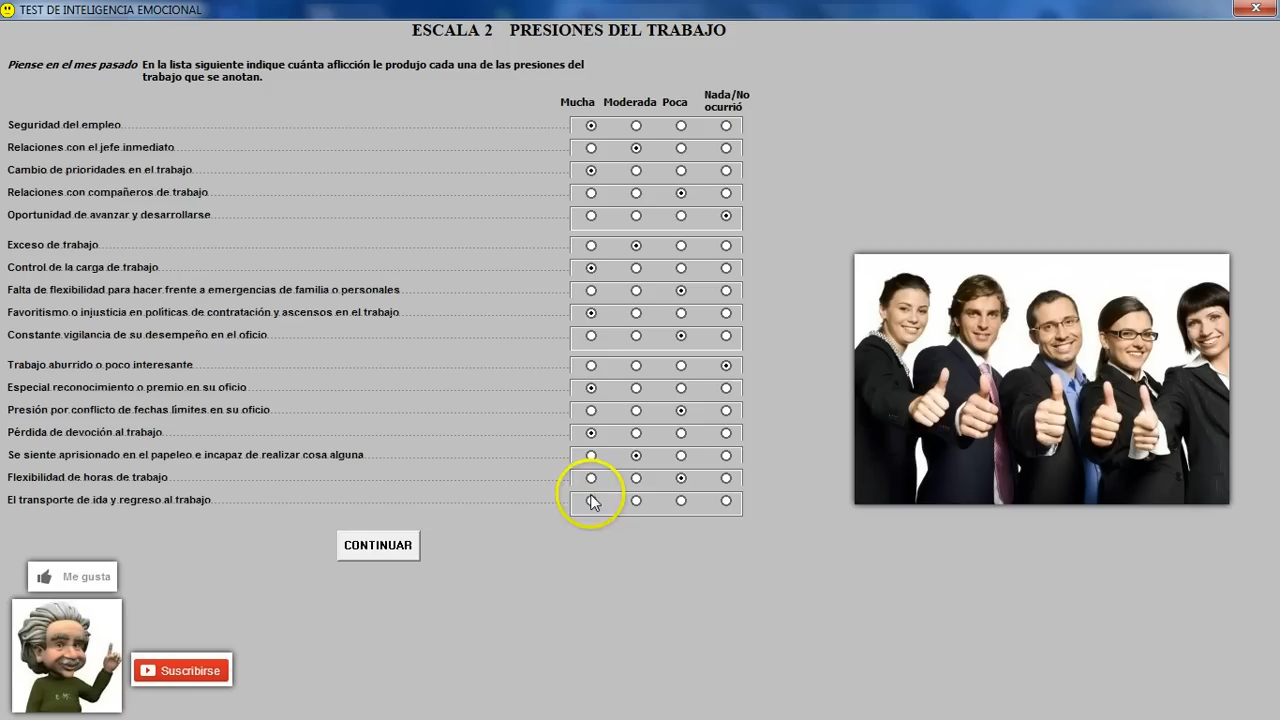 TEST DE INTELIGENCIA EMOCIONAL
ESCALA 2 PRESIONES DEL TRABAJO
Piense en el mes pasado En la lista siguiente indique cuánta aflicción le produjo cada una de las presiones del
trabajo que se anotan.
Mucha Moderada Poca Nada/No
ocurrió
Seguridad del empleo
Relaciones con el jefe inmediato
Cambio de prioridades en el trabajo
Relaciones con compañeros de trabajo
Oportunidad de avanzar y desarrollarse
Exceso de trabajo
Control de la carga de trabajo
Falta de flexibilidad para hacer frente a emergencias de familia o personales
Favoritismo o injusticia en políticas de contratación y ascensos en el trabajo
Constante vigilancia de su desempeño en el oficio
Trabajo aburrido o poco interesante
Especial reconocimiento o premio en su oficio
Presión por conflicto de fechas límites en su oficio
Pérdida de devoción al trabajo
Se siente aprisionado en el papeleo e incapaz de realizar cosa alguna
Flexibilidad de horas de trabajo
El transporte de ida y regreso al trabajo
CONTINUAR
Me gusta
Suscribirse